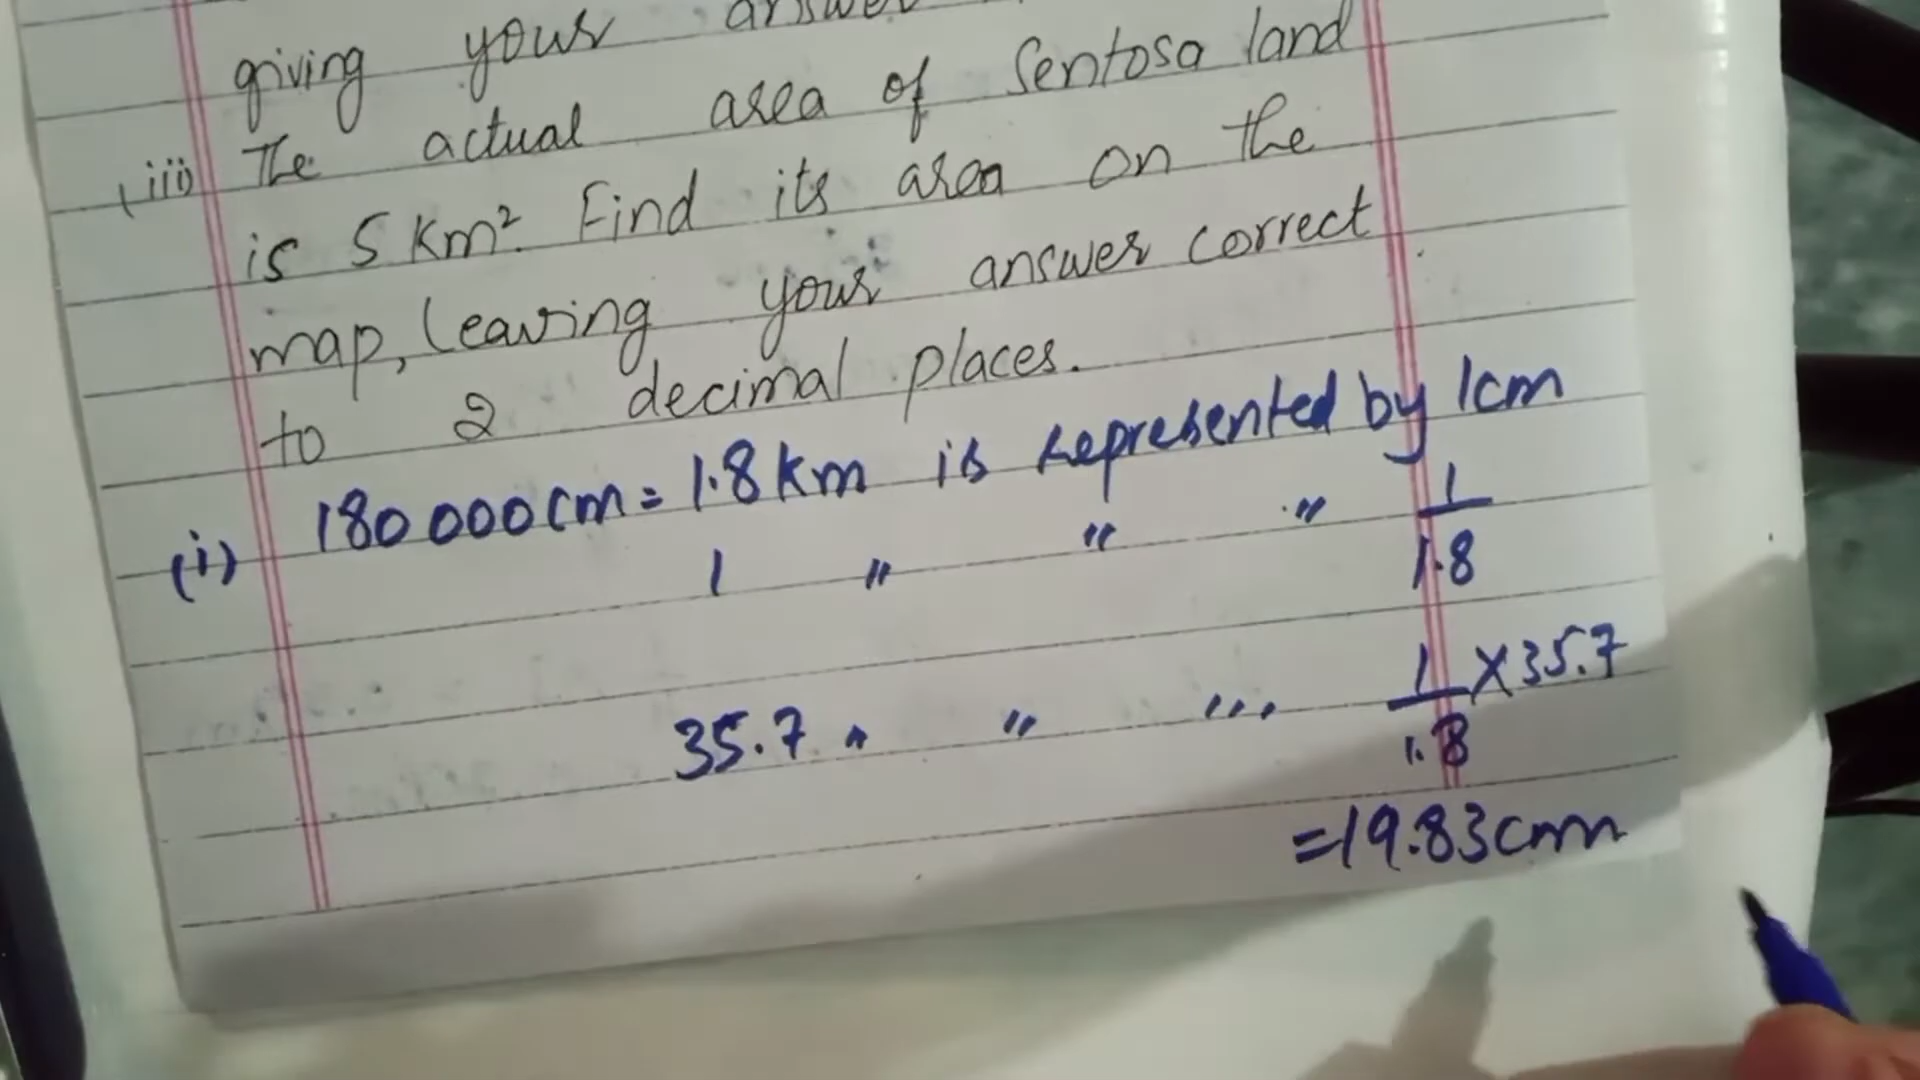 giving your answer
(iii) The actual area of Sentosa land
is 5 km². Find its area on the
map, leaving your answer correct
to 2 decimal places.
(i) 180 000 cm = 1.8 km is represented by 1cm
1 " " " 1/1.8
35.7 " " " 1/1.8 × 35.7
= 19.83cm